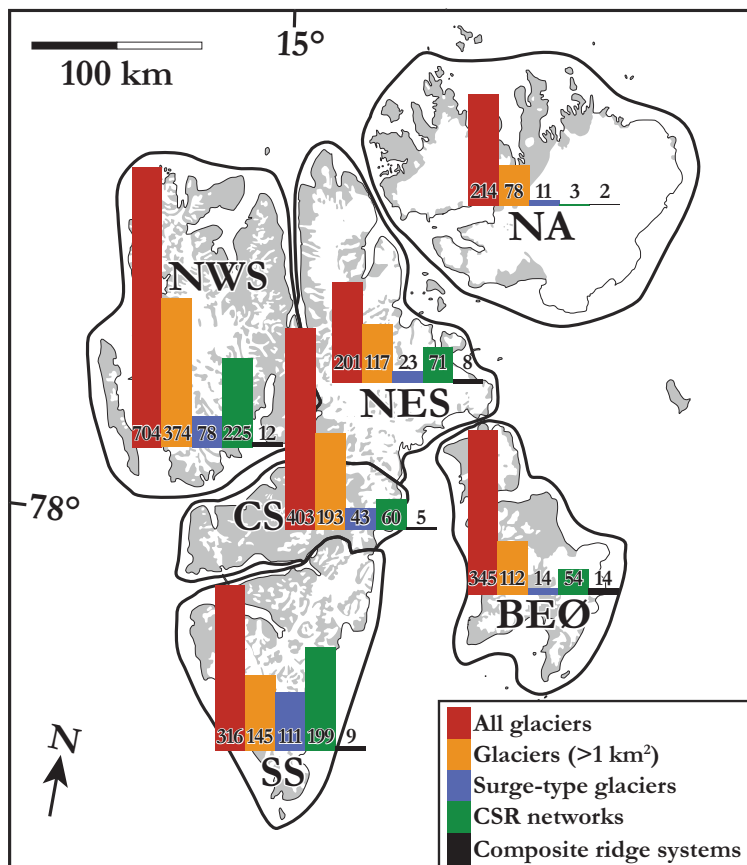 15°
100 km
214 78 11 3 2
NA
NWS
704 374 78 225 12
201 117 23 71 8
NES
78°
CS
403 193 43 60 5
345 112 14 54 14
BEØ
316 145 111 199 9
SS
N
All glaciers
Glaciers (>1 km²)
Surge-type glaciers
CSR networks
Composite ridge systems